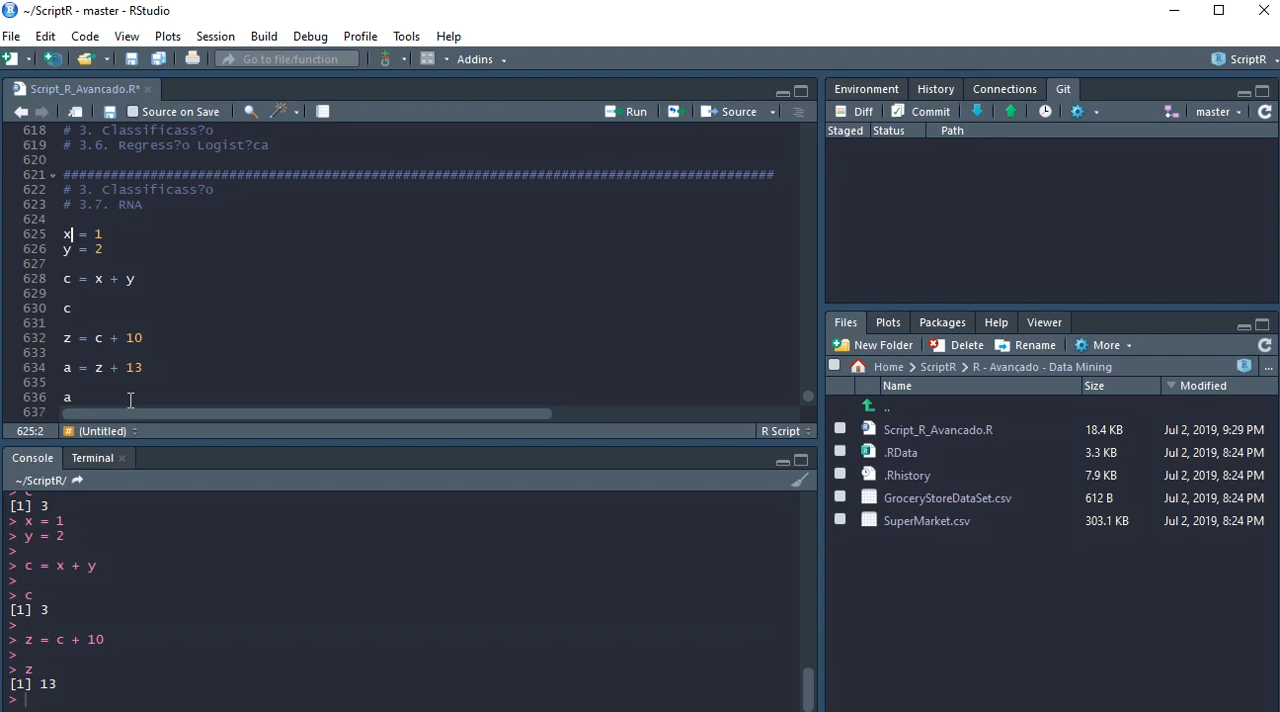 ~/ScriptR - master - RStudio
File Edit Code View Plots Session Build Debug Profile Tools Help
Go to file/function Addins ScriptR
Script_R_Avancado.R*
Source on Save Run Source
618 # 3. Classificass?o
619 # 3.6. Regress?o Logist?ca
620
621 ##########################################################################################
622 # 3. Classificass?o
623 # 3.7. RNA
624
625 x = 1
626 y = 2
627
628 c = x + y
629
630 c
631
632 z = c + 10
633
634 a = z + 13
635
636 a
637
625:2 # (Untitled) R Script
Console Terminal
~/ScriptR/
> c
[1] 3
> x = 1
> y = 2
>
> c = x + y
>
> c
[1] 3
>
> z = c + 10
>
> z
[1] 13
>
Environment History Connections Git
Diff Commit master
Staged Status Path
Files Plots Packages Help Viewer
New Folder Delete Rename More
Home ScriptR R - Avançado - Data Mining ...
Name Size Modified
..
Script_R_Avancado.R 18.4 KB Jul 2, 2019, 9:29 PM
.RData 3.3 KB Jul 2, 2019, 8:24 PM
.Rhistory 7.9 KB Jul 2, 2019, 8:24 PM
GroceryStoreDataSet.csv 612 B Jul 2, 2019, 8:24 PM
SuperMarket.csv 303.1 KB Jul 2, 2019, 8:24 PM